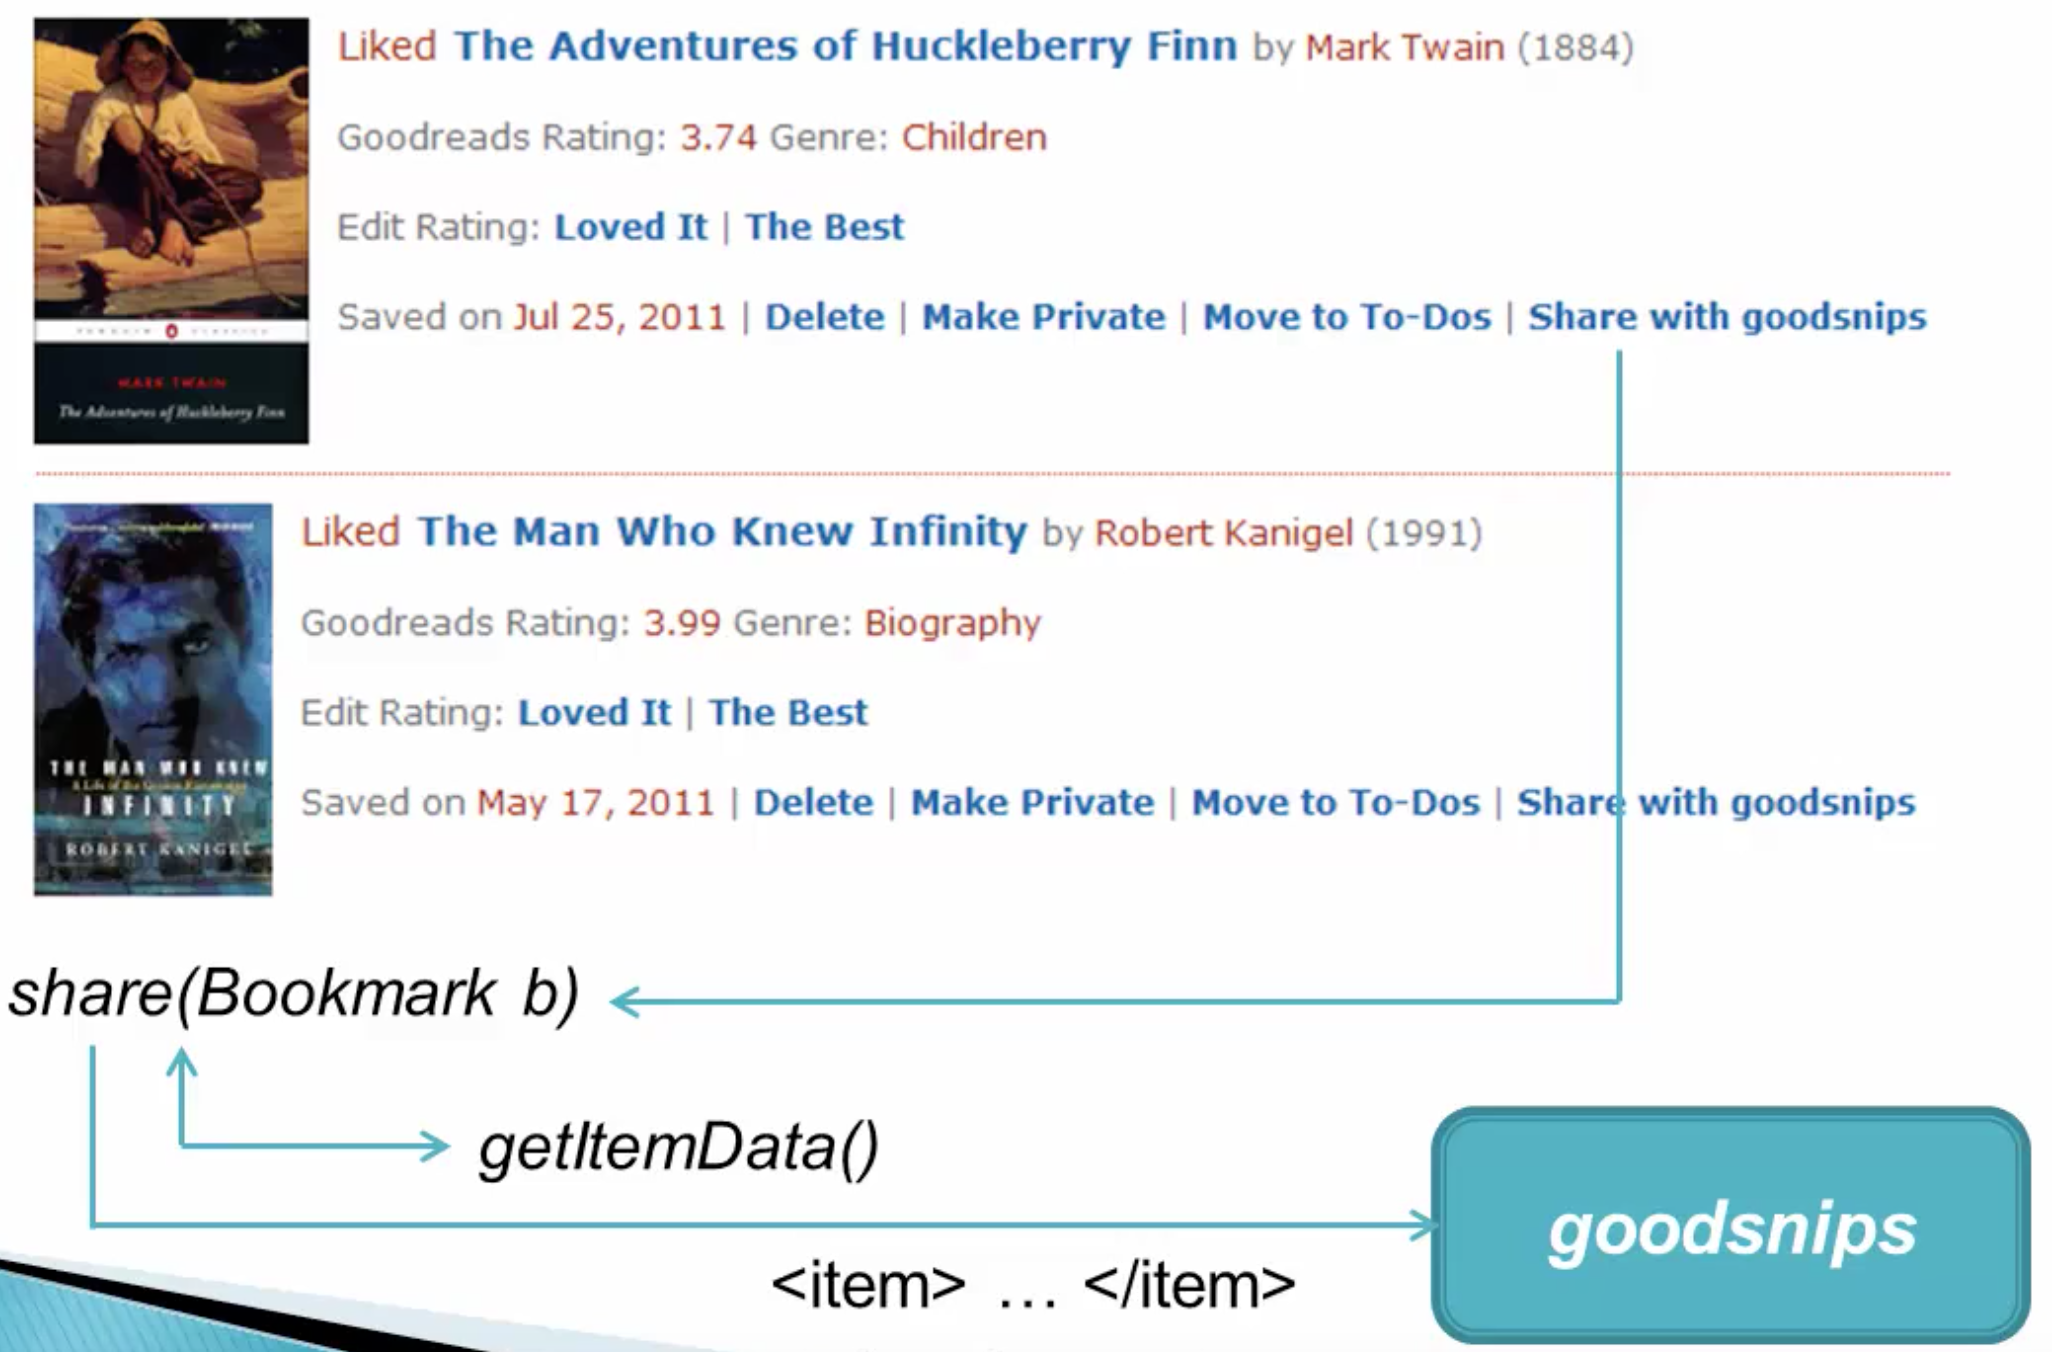 Liked The Adventures of Huckleberry Finn by Mark Twain (1884)
Goodreads Rating: 3.74 Genre: Children
Edit Rating: Loved It | The Best
Saved on Jul 25, 2011 | Delete | Make Private | Move to To-Dos | Share with goodsnips
PENGUIN CLASSICS
MARK TWAIN
The Adventures of Huckleberry Finn
Liked The Man Who Knew Infinity by Robert Kanigel (1991)
Goodreads Rating: 3.99 Genre: Biography
Edit Rating: Loved It | The Best
Saved on May 17, 2011 | Delete | Make Private | Move to To-Dos | Share with goodsnips
THE MAN WHO KNEW
INFINITY
ROBERT KANIGEL
share(Bookmark b)
getItemData()
goodsnips
<item> … </item>